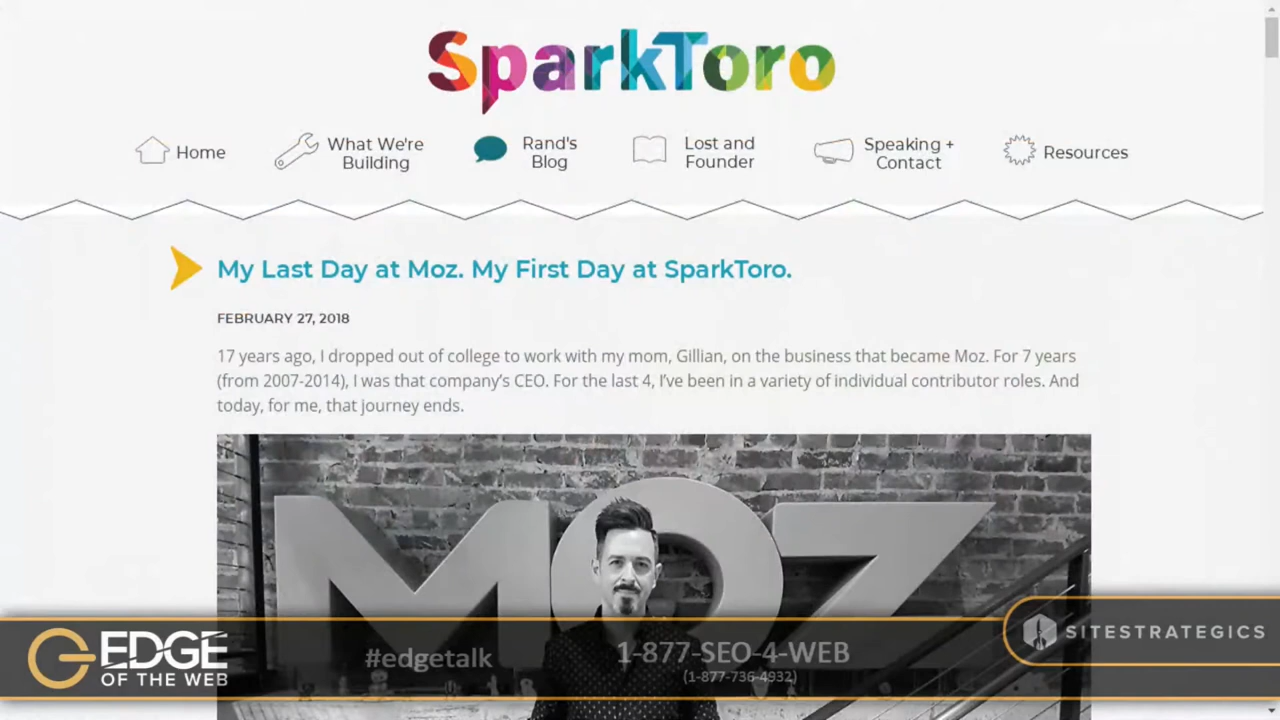 SparkToro
Home
What We're
Building
Rand's
Blog
Lost and
Founder
Speaking +
Contact
Resources
My Last Day at Moz. My First Day at SparkToro.
FEBRUARY 27, 2018
17 years ago, I dropped out of college to work with my mom, Gillian, on the business that became Moz. For 7 years
(from 2007-2014), I was that company's CEO. For the last 4, I've been in a variety of individual contributor roles. And
today, for me, that journey ends.
MOZ
EDGE
OF THE WEB
#edgetalk
1-877-SEO-4-WEB
(1-877-736-4932)
SITESTRATEGICS